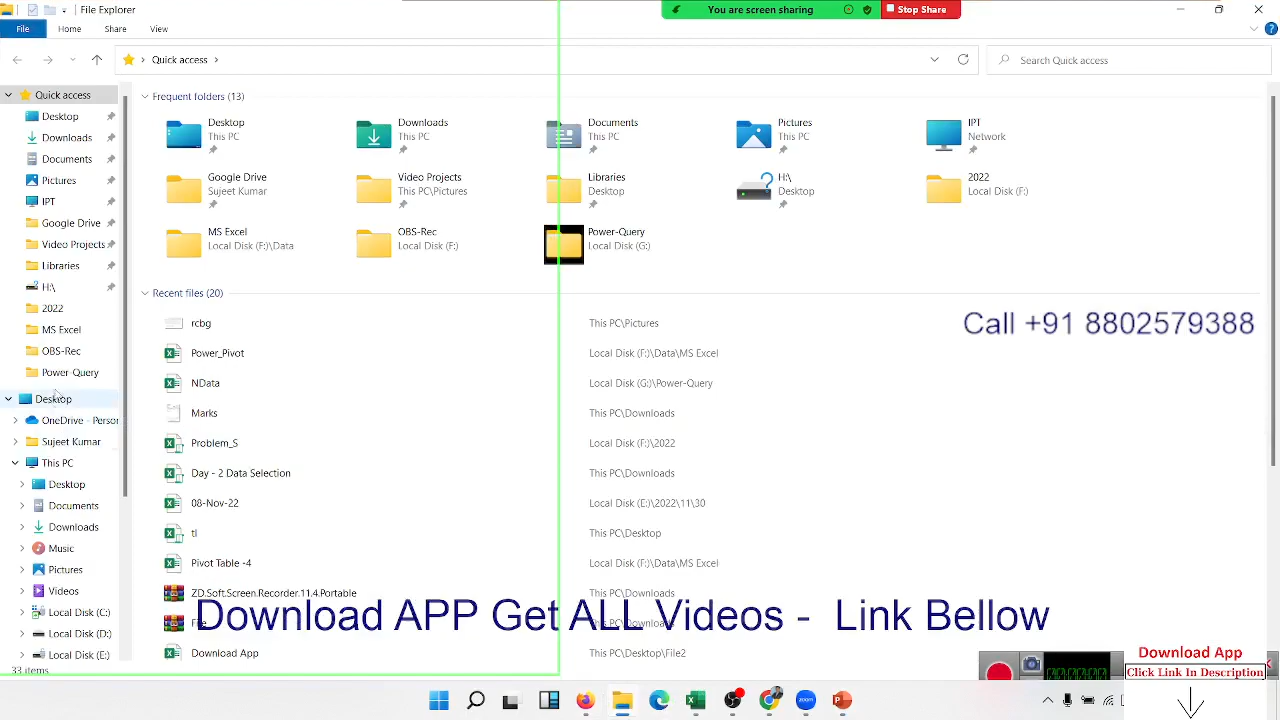 File Explorer
You are screen sharing
Stop Share
File
Home
Share
View
Quick access
Search Quick access
Quick access
Desktop
Downloads
Documents
Pictures
IPT
Google Drive
Video Projects
Libraries
H:\
2022
MS Excel
OBS-Rec
Power-Query
Desktop
OneDrive - Person
Sujeet Kumar
This PC
Desktop
Documents
Downloads
Music
Pictures
Videos
Local Disk (C:)
Local Disk (D:)
Local Disk (E:)
33 items
Frequent folders (13)
Desktop
This PC
Downloads
This PC
Documents
This PC
Pictures
This PC
IPT
Network
Google Drive
Sujeet Kumar
Video Projects
This PC\Pictures
Libraries
Desktop
H:\
Desktop
2022
Local Disk (F:)
MS Excel
Local Disk (F:)\Data
OBS-Rec
Local Disk (F:)
Power-Query
Local Disk (G:)
Recent files (20)
rcbg This PC\Pictures
Power_Pivot Local Disk (F:)\Data\MS Excel
NData Local Disk (G:)\Power-Query
Marks This PC\Downloads
Problem_S Local Disk (F:)\2022
Day - 2 Data Selection This PC\Downloads
08-Nov-22 Local Disk (E:)\2022\11\30
tl This PC\Desktop
Pivot Table -4 Local Disk (F:)\Data\MS Excel
ZD.Soft.Screen.Recorder.11.4.Portable This PC\Downloads
This PC\Downloads
Download App This PC\Desktop\File2
Call +91 8802579388
Download APP Get ALL Videos - Link Bellow
Download App
Click Link In Description
zoom